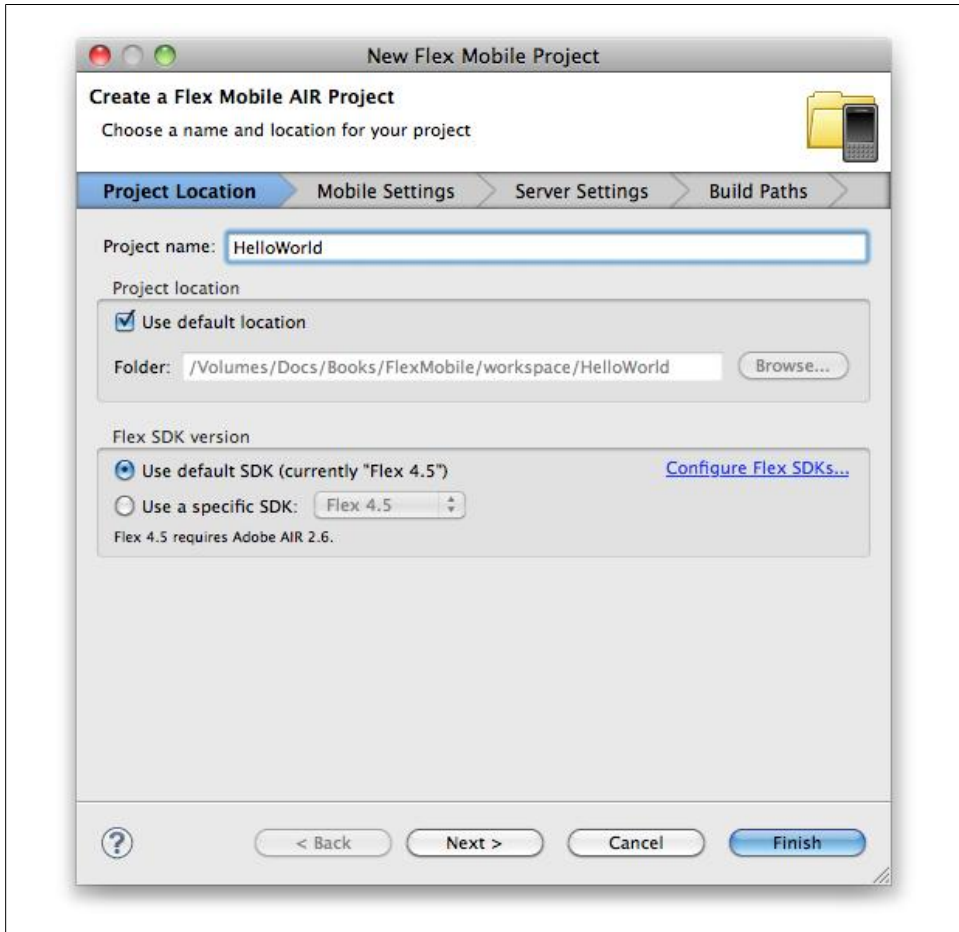 New Flex Mobile Project
Create a Flex Mobile AIR Project
Choose a name and location for your project
Project Location Mobile Settings Server Settings Build Paths
Project name: HelloWorld
Project location
Use default location
Folder: /Volumes/Docs/Books/FlexMobile/workspace/HelloWorld Browse...
Flex SDK version
Use default SDK (currently "Flex 4.5") Configure Flex SDKs...
Use a specific SDK: Flex 4.5
Flex 4.5 requires Adobe AIR 2.6.
? < Back Next > Cancel Finish